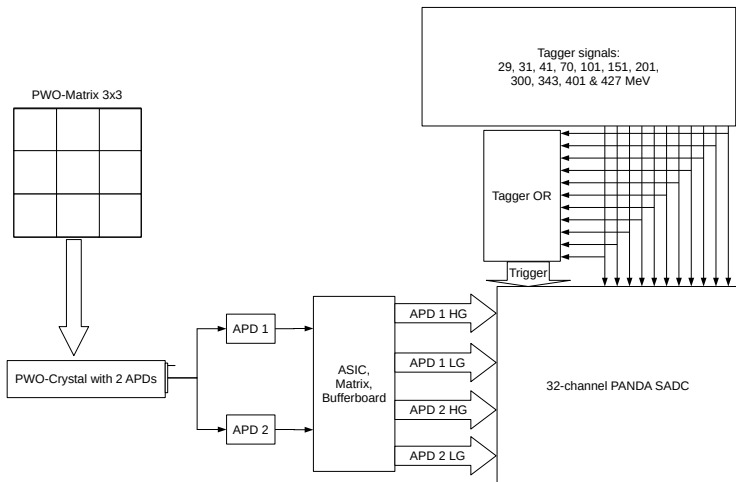 Tagger signals:
29, 31, 41, 70, 101, 151, 201,
300, 343, 401 & 427 MeV
PWO-Matrix 3x3
Tagger OR
Trigger
APD 1 HG
APD 1
APD 1 LG
ASIC,
Matrix,
Bufferboard
PWO-Crystal with 2 APDs
32-channel PANDA SADC
APD 2 HG
APD 2
APD 2 LG